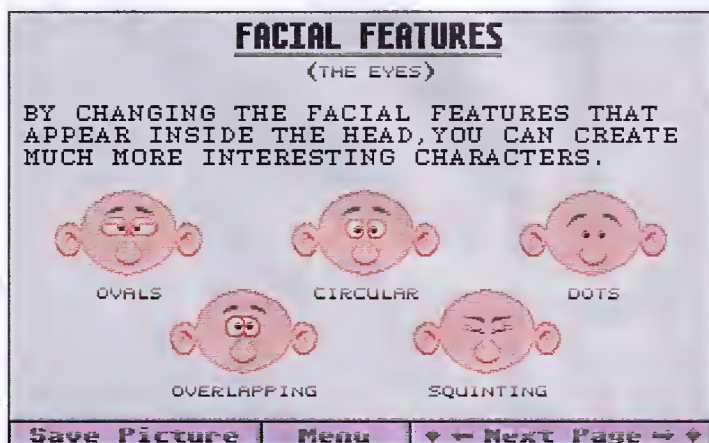 FACIAL FEATURES
(THE EYES)
BY CHANGING THE FACIAL FEATURES THAT
APPEAR INSIDE THE HEAD,YOU CAN CREATE
MUCH MORE INTERESTING CHARACTERS.
OVALS CIRCULAR DOTS
OVERLAPPING SQUINTING
Save Picture Menu Next Page